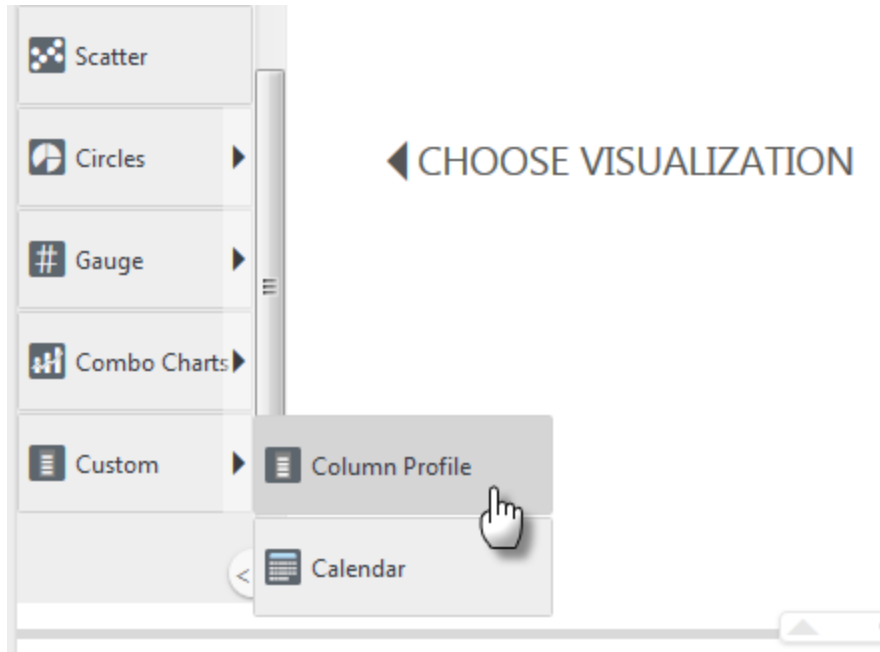 Scatter
Circles
CHOOSE VISUALIZATION
Gauge
Combo Charts
Custom
Column Profile
Calendar